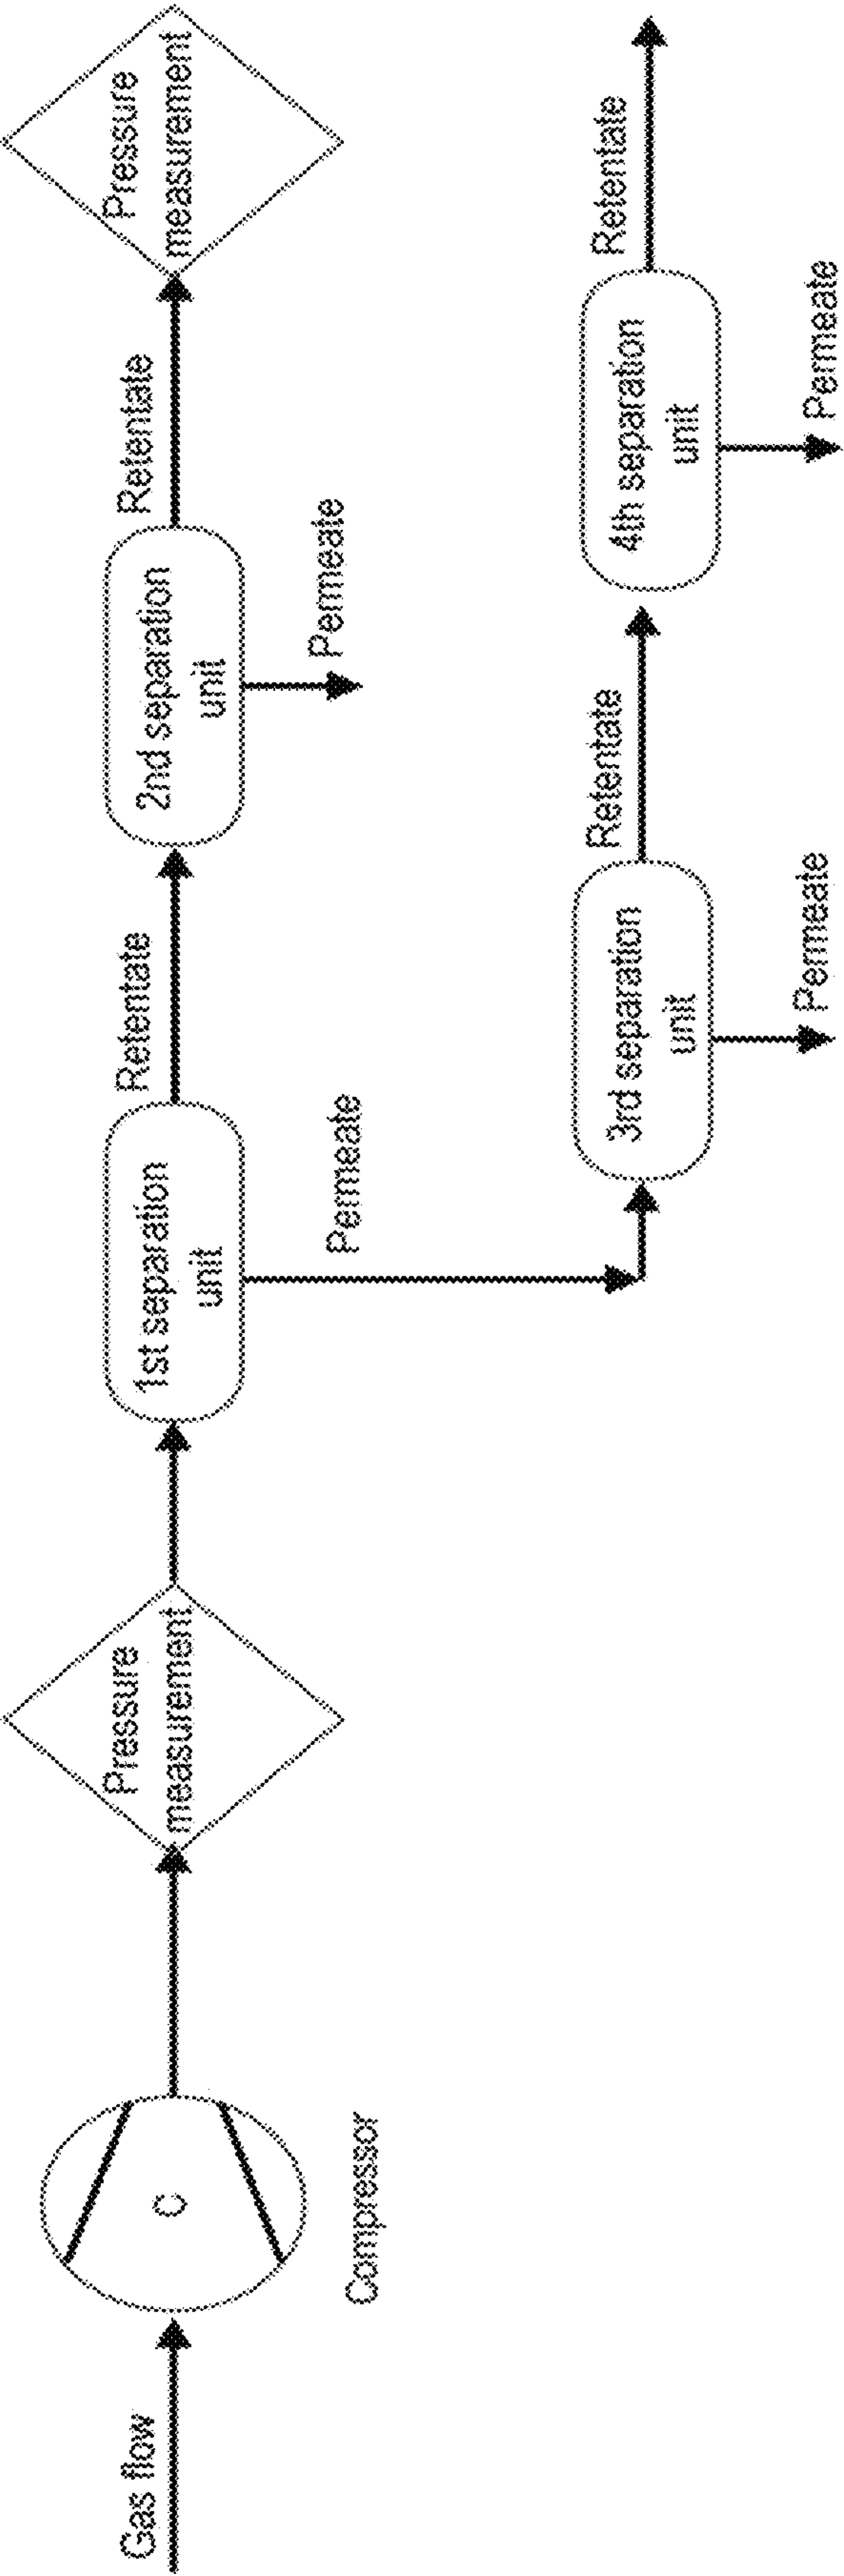 Gas flow
C
Compressor
Pressure
measurement
1st separation
unit
Retentate
Permeate
2nd separation
unit
Retentate
Permeate
Pressure
measurement
3rd separation
unit
Retentate
Permeate
4th separation
unit
Retentate
Permeate